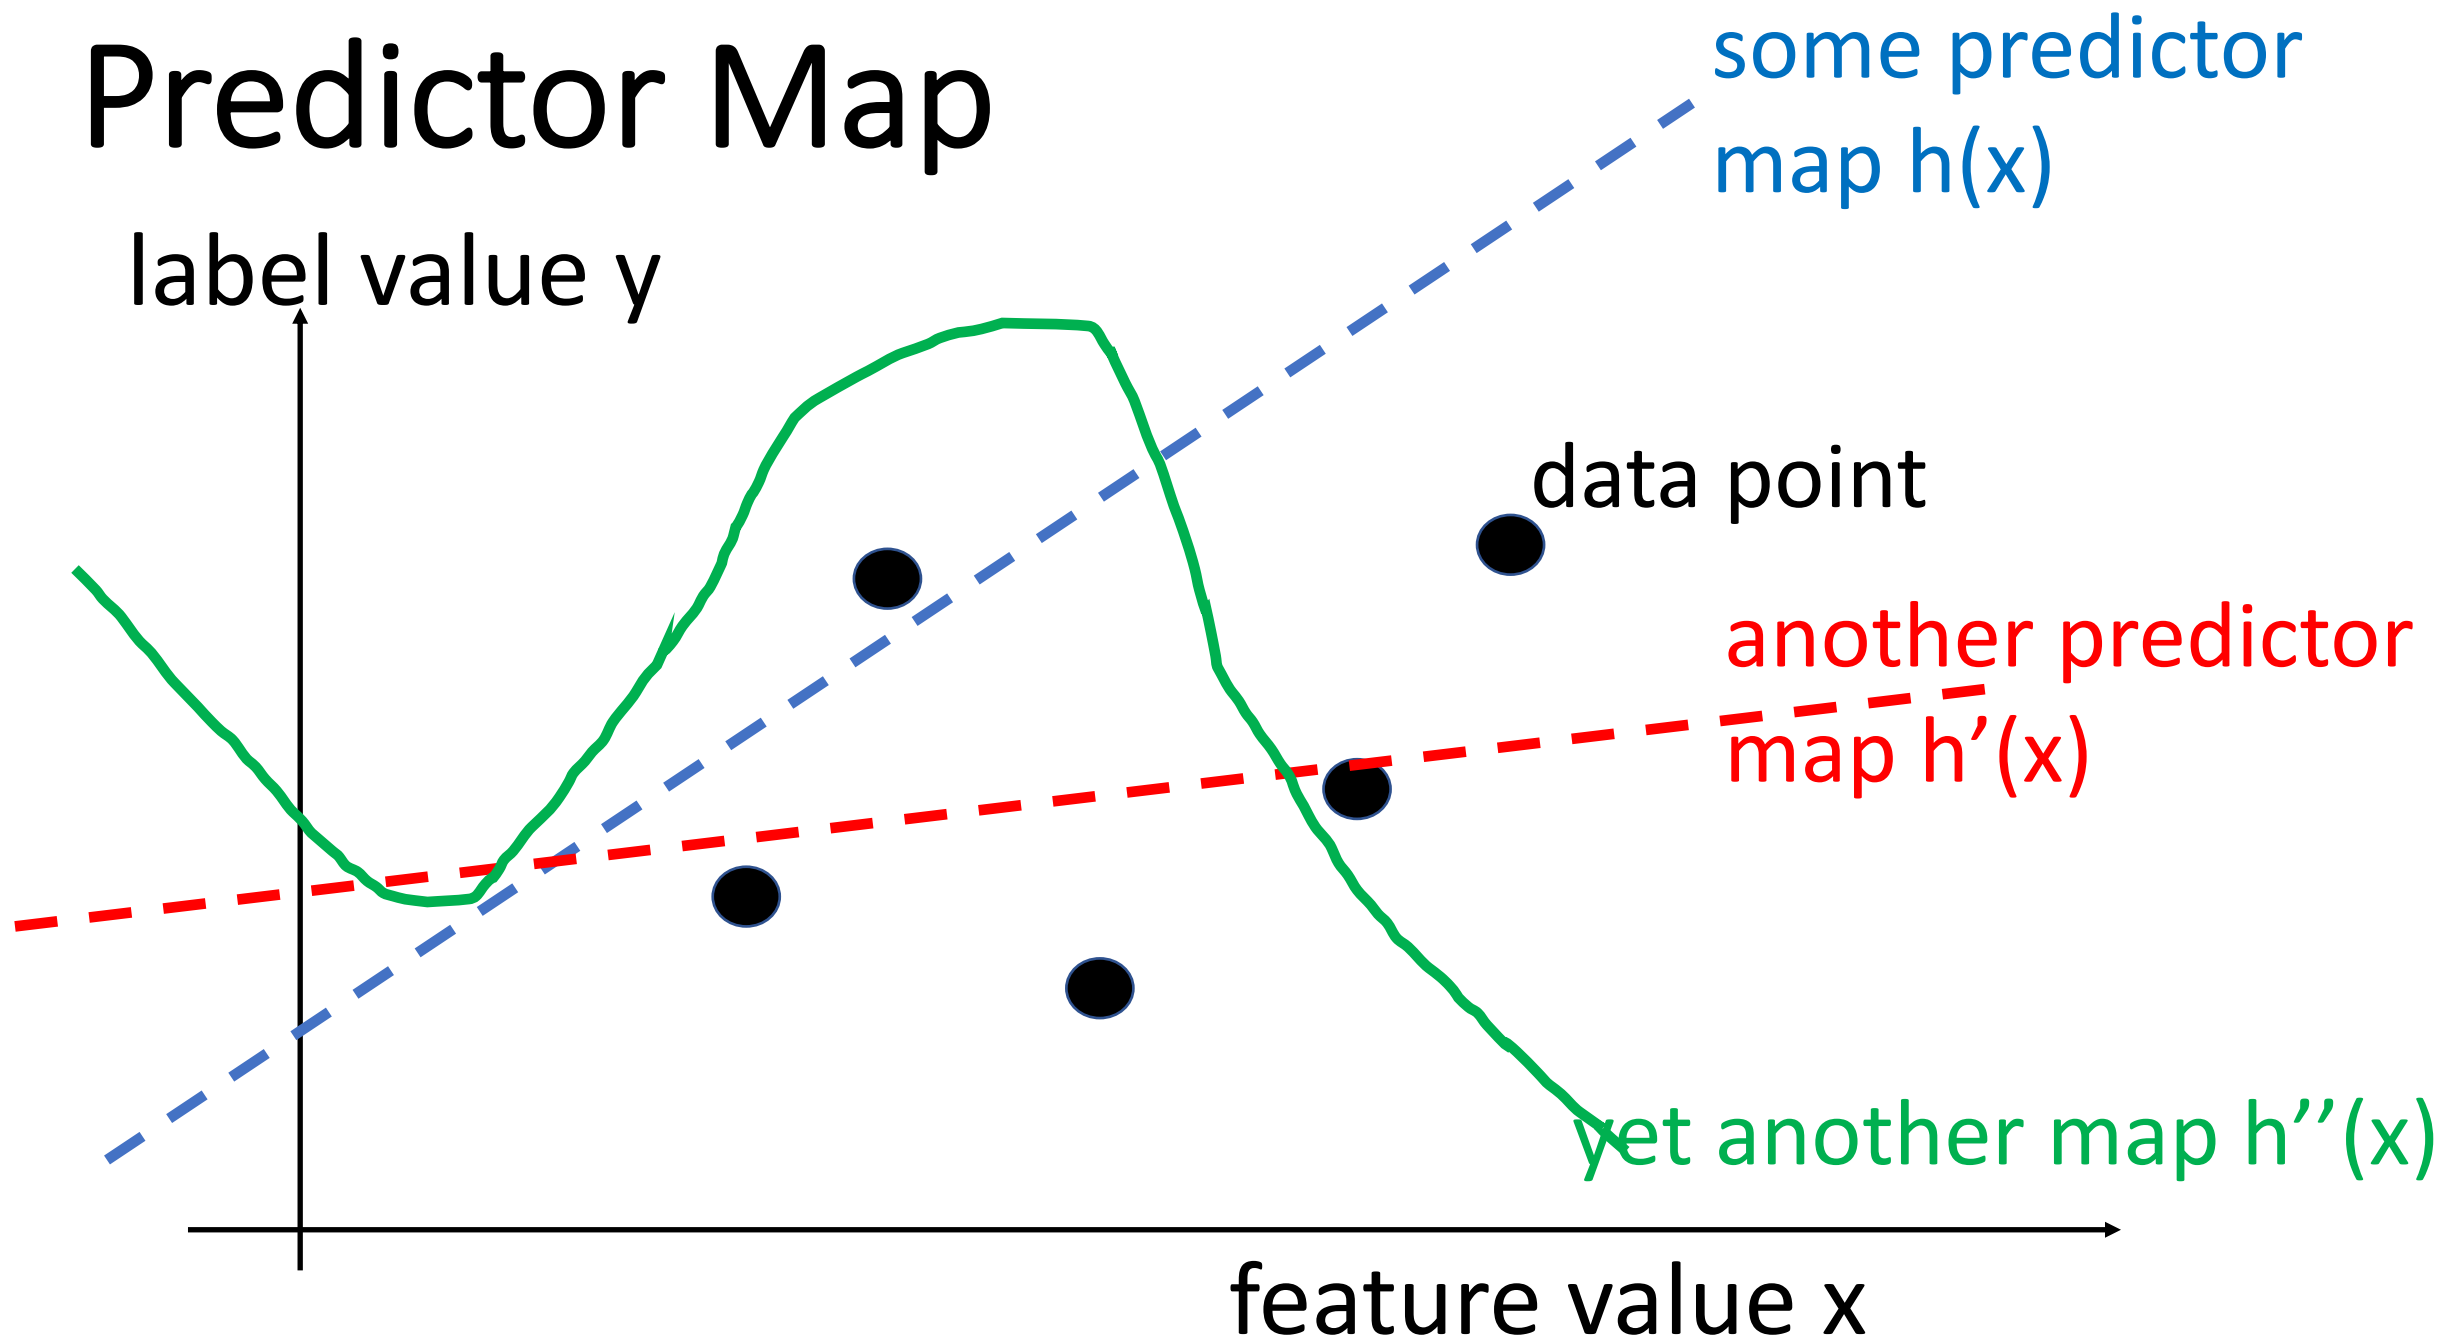 Predictor Map
some predictor
map h(x)
label value y
data point
another predictor
map h’(x)
yet another map h’’(x)
feature value x